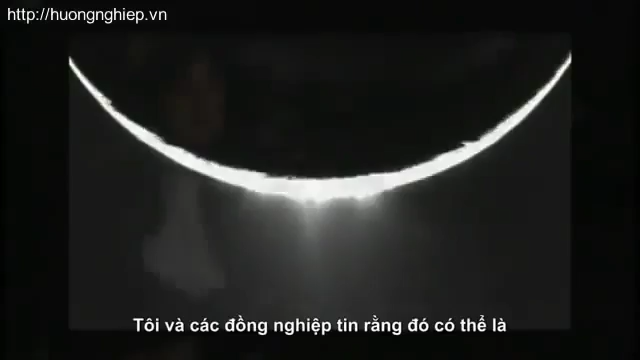 http://huongnghiep.vn
Tôi và các đồng nghiệp tin rằng đó có thể là